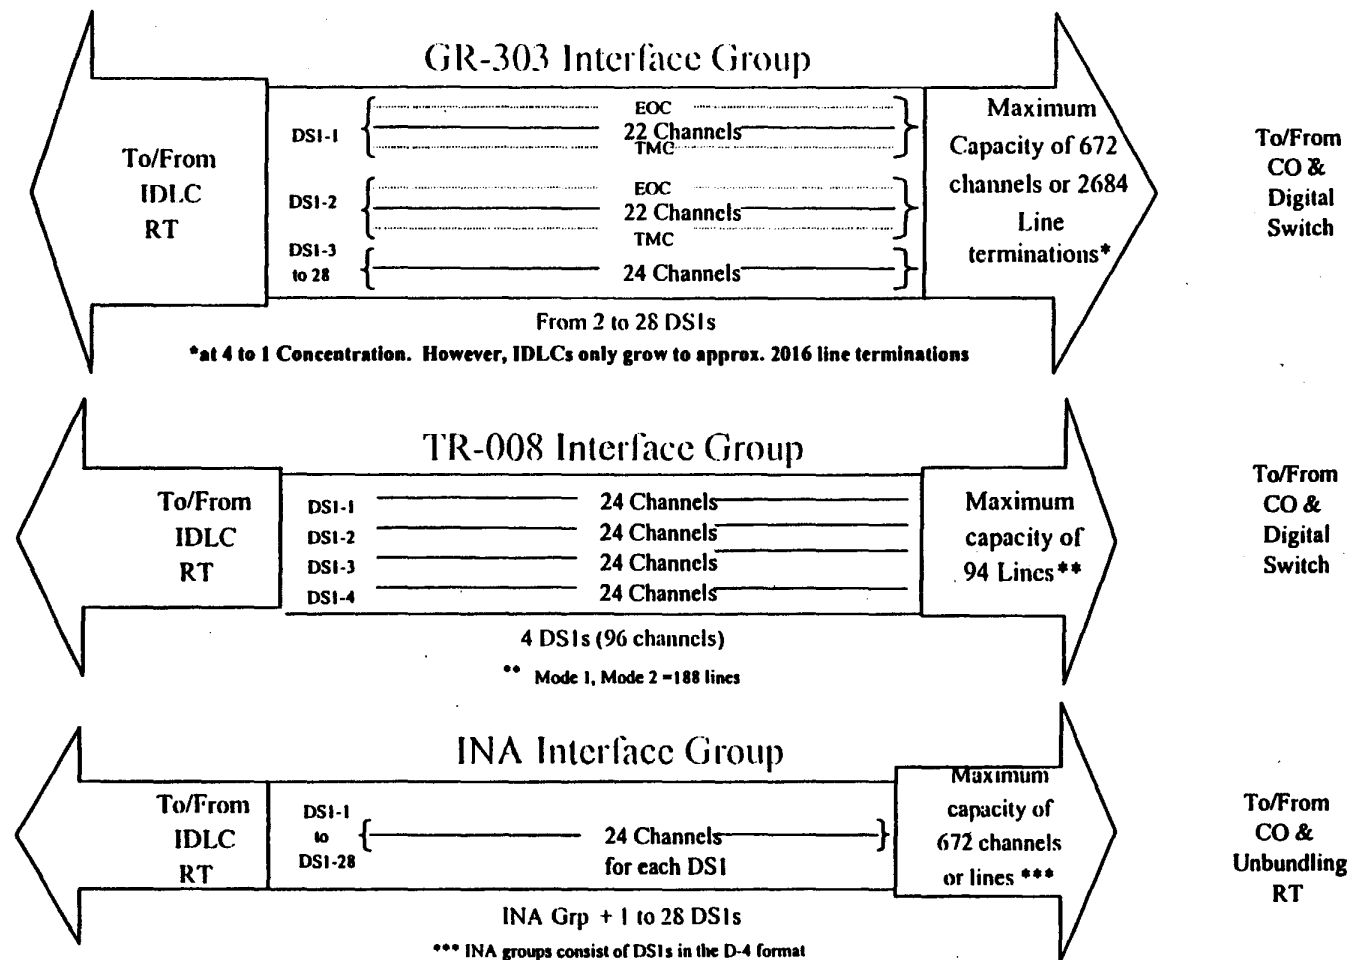 GR-303 Interface Group
To/From
IDLC
RT
DS1-1
EOC
22 Channels
TMC
DS1-2
EOC
22 Channels
TMC
DS1-3
to 28
24 Channels
Maximum
Capacity of 672
channels or 2684
Line
terminations*
To/From
CO &
Digital
Switch
From 2 to 28 DS1s
*at 4 to 1 Concentration. However, IDLCs only grow to approx. 2016 line terminations
TR-008 Interface Group
To/From
IDLC
RT
DS1-1
24 Channels
DS1-2
24 Channels
DS1-3
24 Channels
DS1-4
24 Channels
Maximum
capacity of
94 Lines**
To/From
CO &
Digital
Switch
4 DS1s (96 channels)
** Mode 1, Mode 2 =188 lines
INA Interface Group
To/From
IDLC
RT
DS1-1
to
DS1-28
24 Channels
for each DS1
Maximum
capacity of
672 channels
or lines ***
To/From
CO &
Unbundling
RT
INA Grp + 1 to 28 DS1s
*** INA groups consist of DS1s in the D-4 format